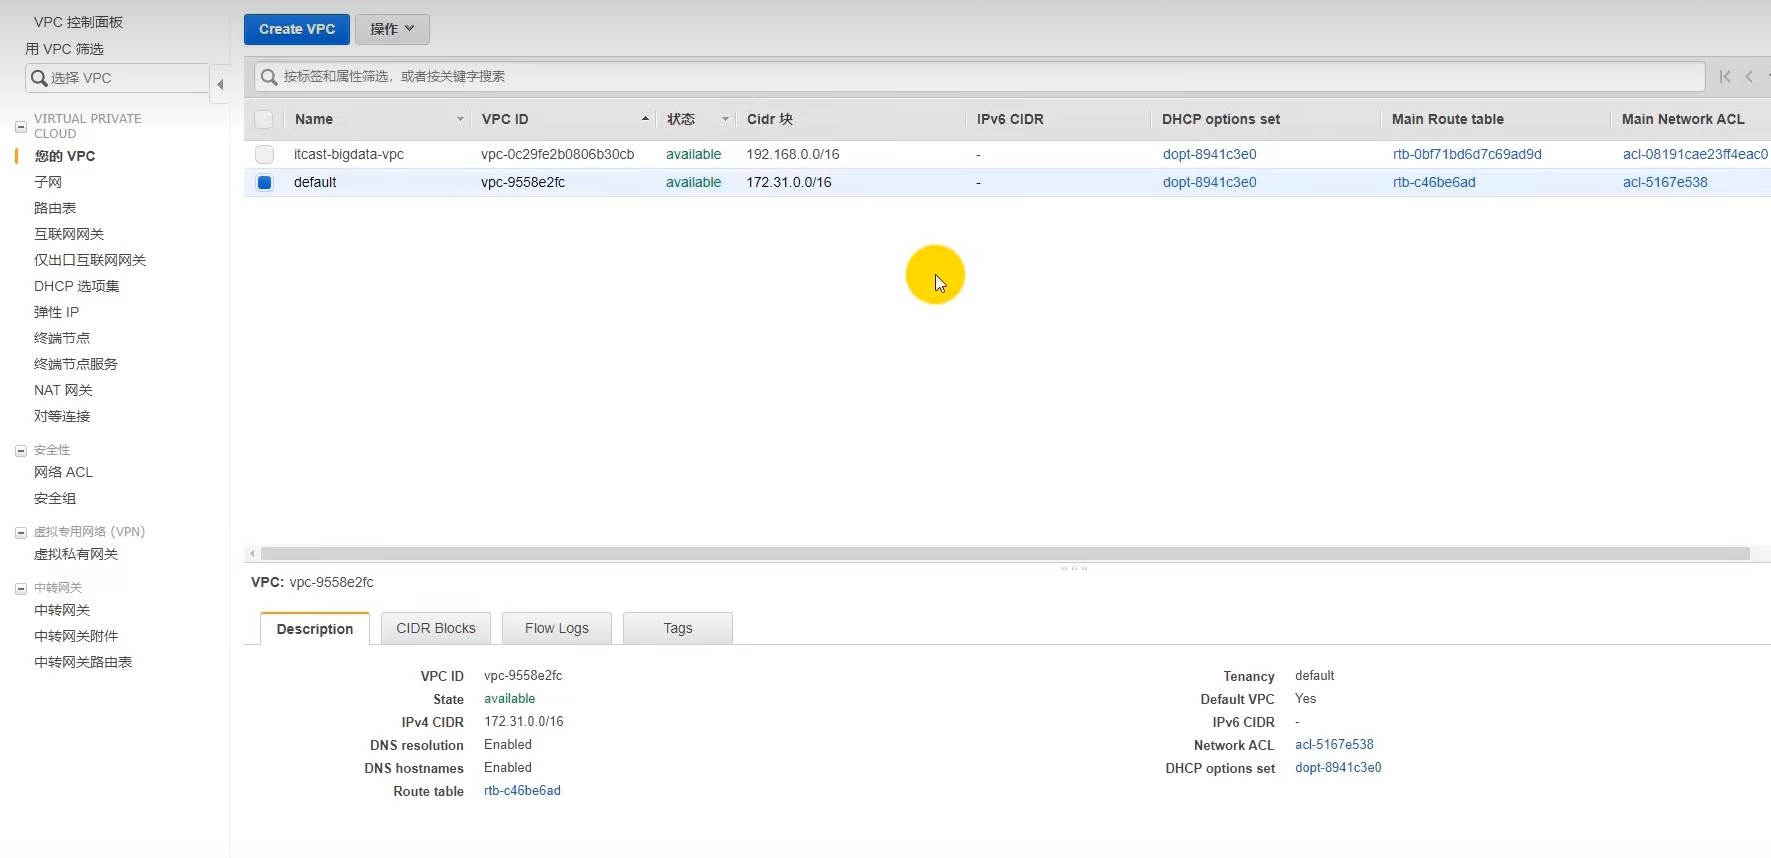 VPC 控制面板
用 VPC 筛选
选择 VPC
VIRTUAL PRIVATE
CLOUD
您的 VPC
子网
路由表
互联网网关
仅出口互联网网关
DHCP 选项集
弹性 IP
终端节点
终端节点服务
NAT 网关
对等连接
安全性
网络 ACL
安全组
虚拟专用网络 (VPN)
虚拟私有网关
中转网关
中转网关
中转网关附件
中转网关路由表
Create VPC 操作
按标签和属性筛选，或者按关键字搜索
Name VPC ID 状态 Cidr 块 IPv6 CIDR DHCP options set Main Route table Main Network ACL
itcast-bigdata-vpc vpc-0c29fe2b0806b30cb available 192.168.0.0/16 - dopt-8941c3e0 rtb-0bf71bd6d7c69ad9d acl-08191cae23ff4eac0
default vpc-9558e2fc available 172.31.0.0/16 - dopt-8941c3e0 rtb-c46be6ad acl-5167e538
VPC: vpc-9558e2fc
Description CIDR Blocks Flow Logs Tags
VPC ID vpc-9558e2fc Tenancy default
State available Default VPC Yes
IPv4 CIDR 172.31.0.0/16 IPv6 CIDR -
DNS resolution Enabled Network ACL acl-5167e538
DNS hostnames Enabled DHCP options set dopt-8941c3e0
Route table rtb-c46be6ad